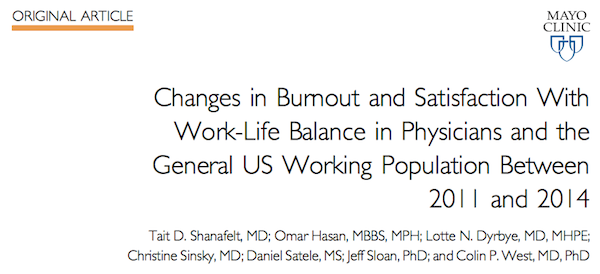 ORIGINAL ARTICLE
MAYO
CLINIC
Changes in Burnout and Satisfaction With
Work-Life Balance in Physicians and the
General US Working Population Between
2011 and 2014
Tait D. Shanafelt, MD; Omar Hasan, MBBS, MPH; Lotte N. Dyrbye, MD, MHPE;
Christine Sinsky, MD; Daniel Satele, MS; Jeff Sloan, PhD; and Colin P. West, MD, PhD